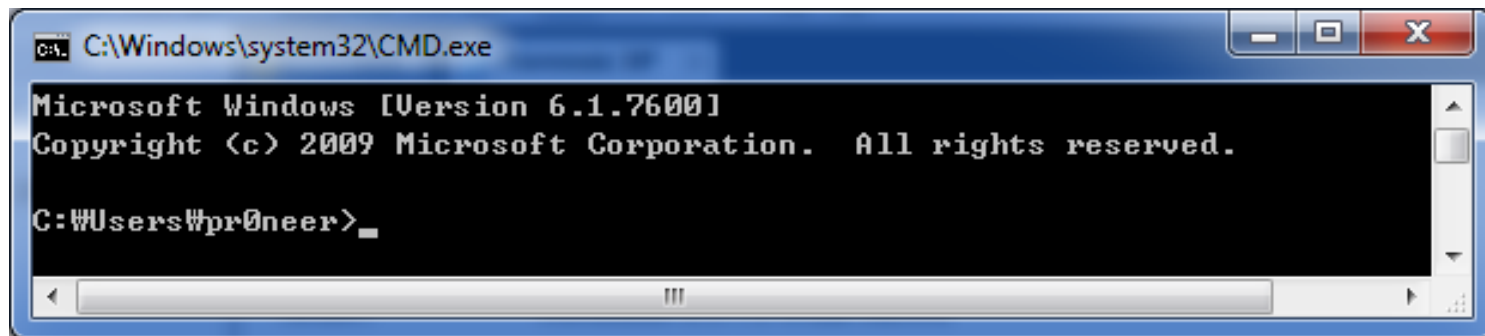 C:\Windows\system32\CMD.exe
Microsoft Windows [Version 6.1.7600]
Copyright (c) 2009 Microsoft Corporation.  All rights reserved.
C:₩Users₩pr0neer>_